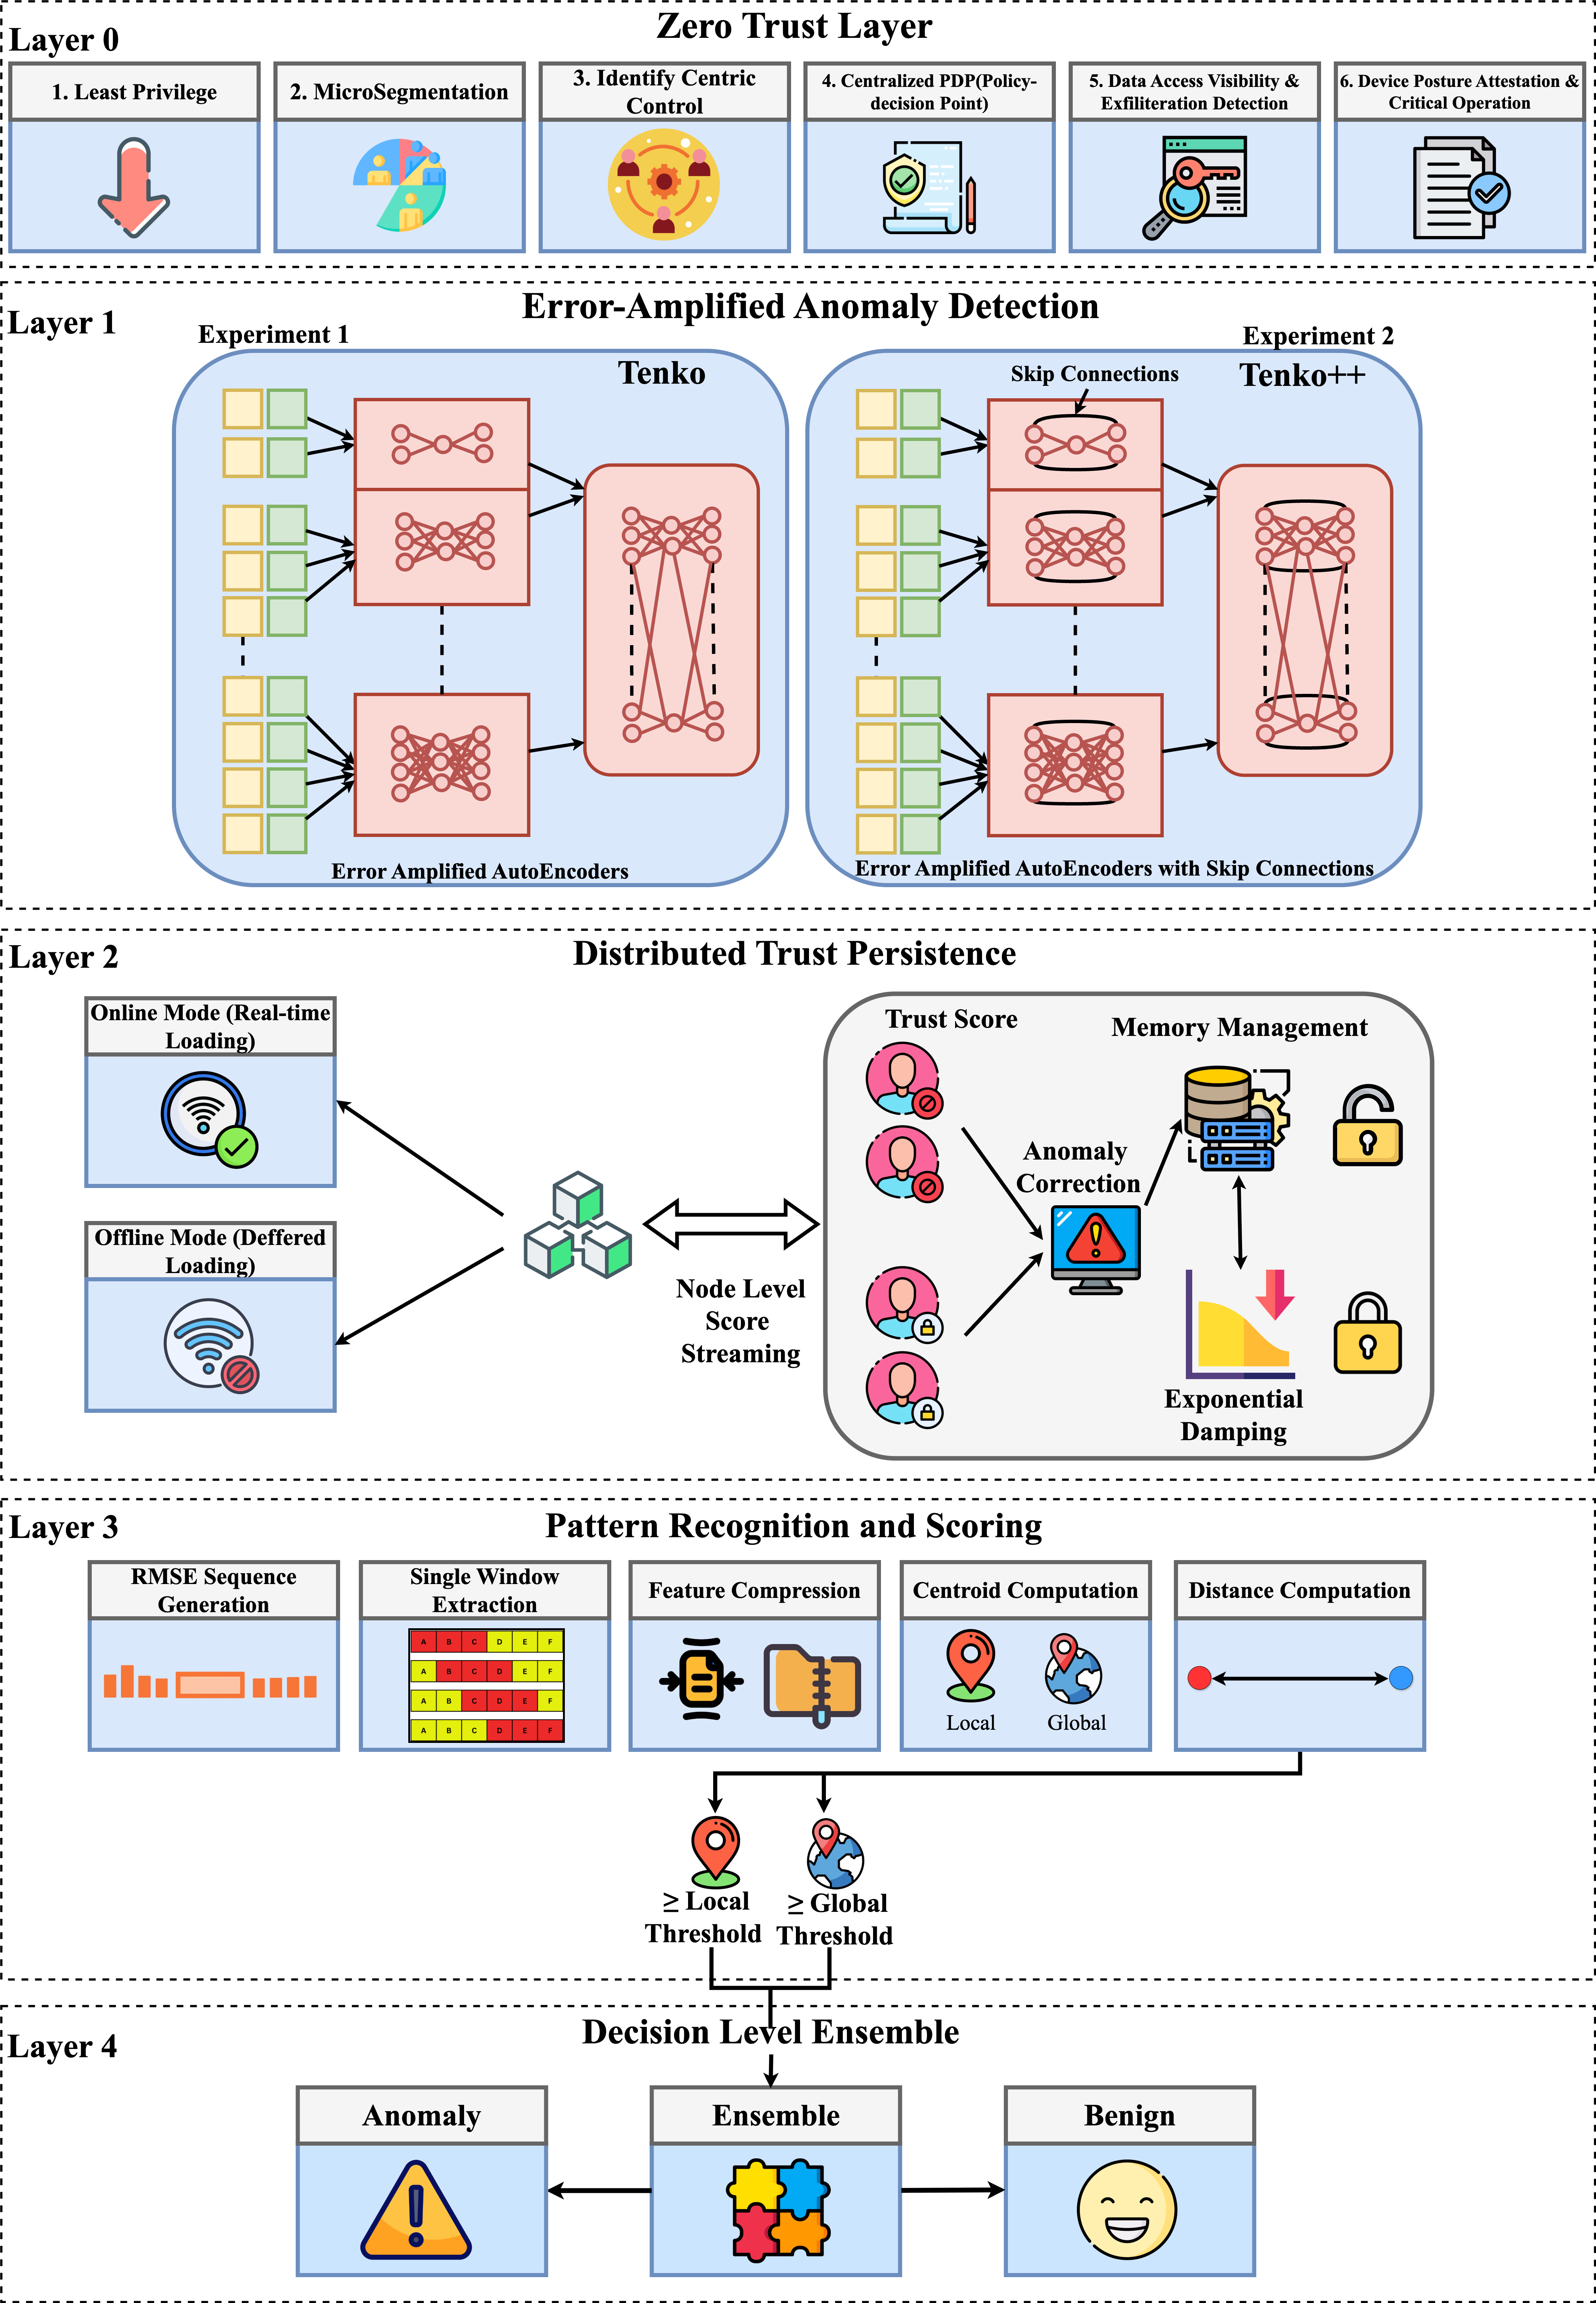 Zero Trust Layer
Layer 0
1. Least Privilege
2. MicroSegmentation
3. Identify Centric
Control
4. Centralized PDP(Policy-
decision Point)
5. Data Access Visibility &
Exfiliteration Detection
6. Device Posture Attestation &
Critical Operation
Error-Amplified Anomaly Detection
Layer 1
Experiment 1
Tenko
Error Amplified AutoEncoders
Experiment 2
Tenko++
Skip Connections
Error Amplified AutoEncoders with Skip Connections
Distributed Trust Persistence
Layer 2
Online Mode (Real-time
Loading)
Offline Mode (Deffered
Loading)
Node Level
Score
Streaming
Trust Score
Memory Management
Anomaly
Correction
Exponential
Damping
Pattern Recognition and Scoring
Layer 3
RMSE Sequence
Generation
Single Window
Extraction
A B C D E F
A B C D E F
A B C D E F
A B C D E F
Feature Compression
Centroid Computation
Local
Global
Distance Computation
≥ Local
Threshold
≥ Global
Threshold
Decision Level Ensemble
Layer 4
Anomaly
Ensemble
Benign